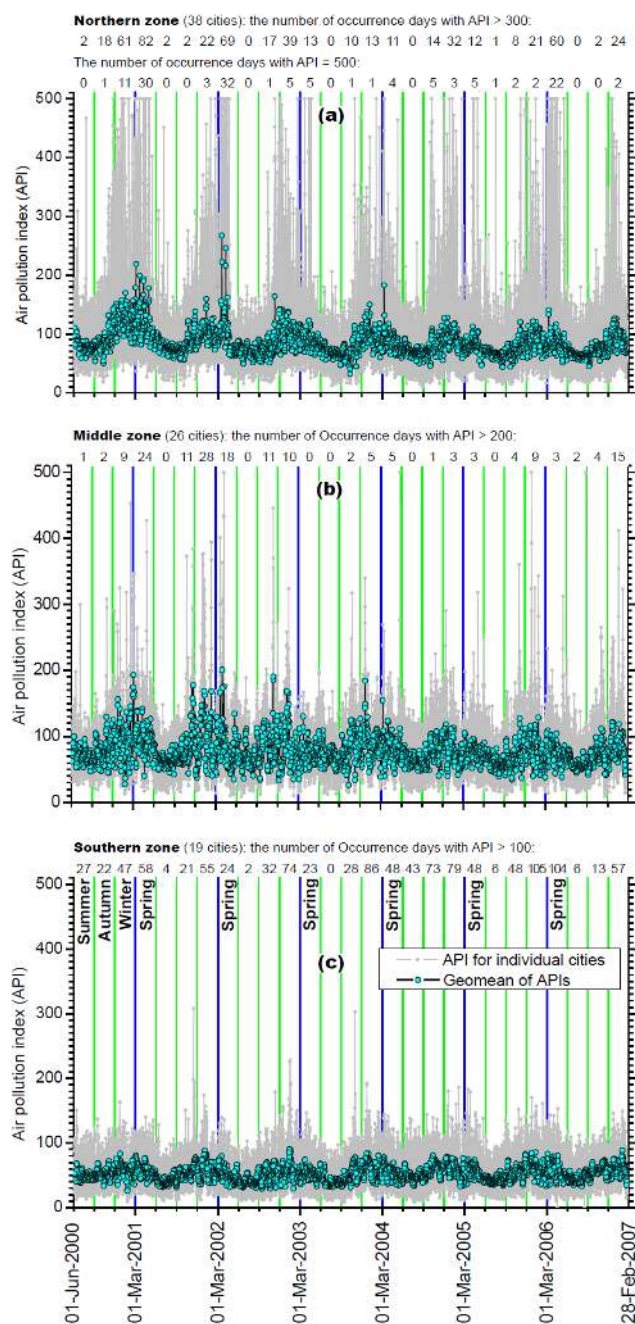 Northern zone (38 cities): the number of occurrence days with API > 300:
2 18 61 82 2 2 22 69 0 17 39 13 0 10 13 11 0 14 32 12 1 8 21 60 0 2 24
The number of occurrence days with API = 500:
0 1 11 30 0 0 3 32 0 1 5 5 0 1 1 4 0 5 3 5 1 2 2 22 0 0 2
(a)
500
400
300
200
100
0
Air pollution index (API)
Middle zone (26 cities): the number of Occurrence days with API > 200:
1 2 9 24 0 11 28 18 0 11 10 0 0 2 5 5 0 1 3 3 0 4 9 3 2 4 15
(b)
500
400
300
200
100
0
Air pollution index (API)
Southern zone (19 cities): the number of Occurrence days with API > 100:
27 22 47 58 4 21 55 24 2 32 74 23 0 28 86 48 43 73 79 48 6 48 105 104 6 13 57
Summer
Autumn
Winter
Spring
Spring
Spring
Spring
Spring
Spring
API for individual cities
Geomean of APIs
(c)
500
400
300
200
100
0
Air pollution index (API)
01-Jun-2000
01-Mar-2001
01-Mar-2002
01-Mar-2003
01-Mar-2004
01-Mar-2005
01-Mar-2006
28-Feb-2007